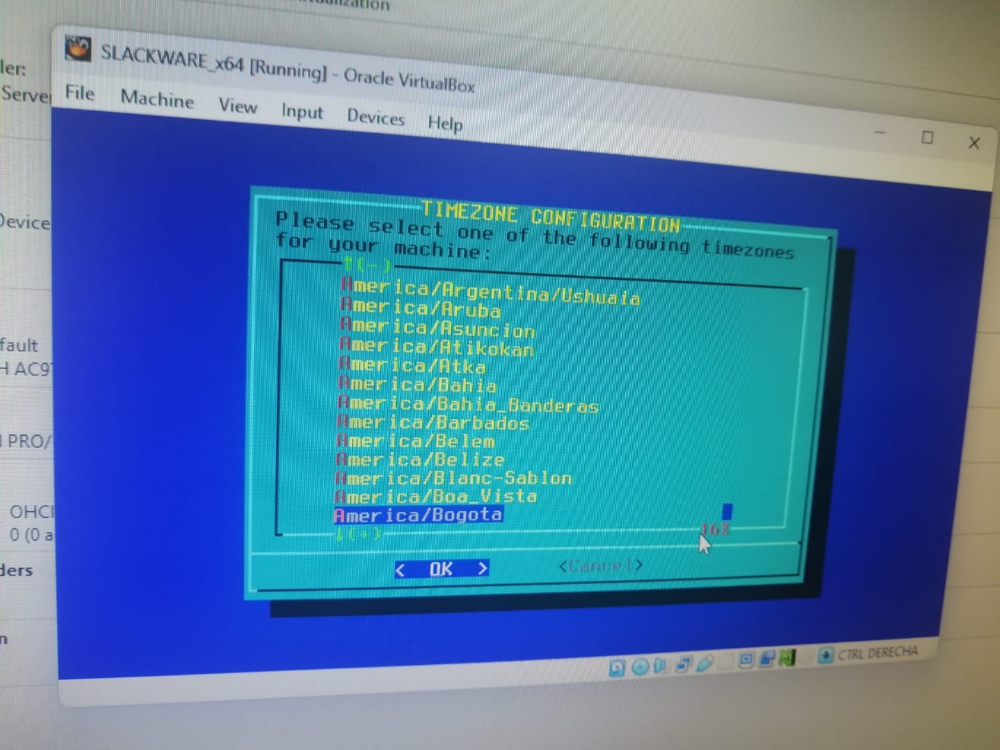 SLACKWARE_x64 [Running] - Oracle VirtualBox
File Machine View Input Devices Help
TIMEZONE CONFIGURATION
Please select one of the following timezones
for your machine:
↑(-)
America/Argentina/Ushuaia
America/Aruba
America/Asuncion
America/Atikokan
America/Atka
America/Bahia
America/Bahia_Banderas
America/Barbados
America/Belem
America/Belize
America/Blanc-Sablon
America/Boa_Vista
America/Bogota
↓(+)
16%
< OK > <Cancel>
CTRL DERECHA
ler:
Server
Device
fault
H AC97
PRO/
OHCI
0 (0 a
ders